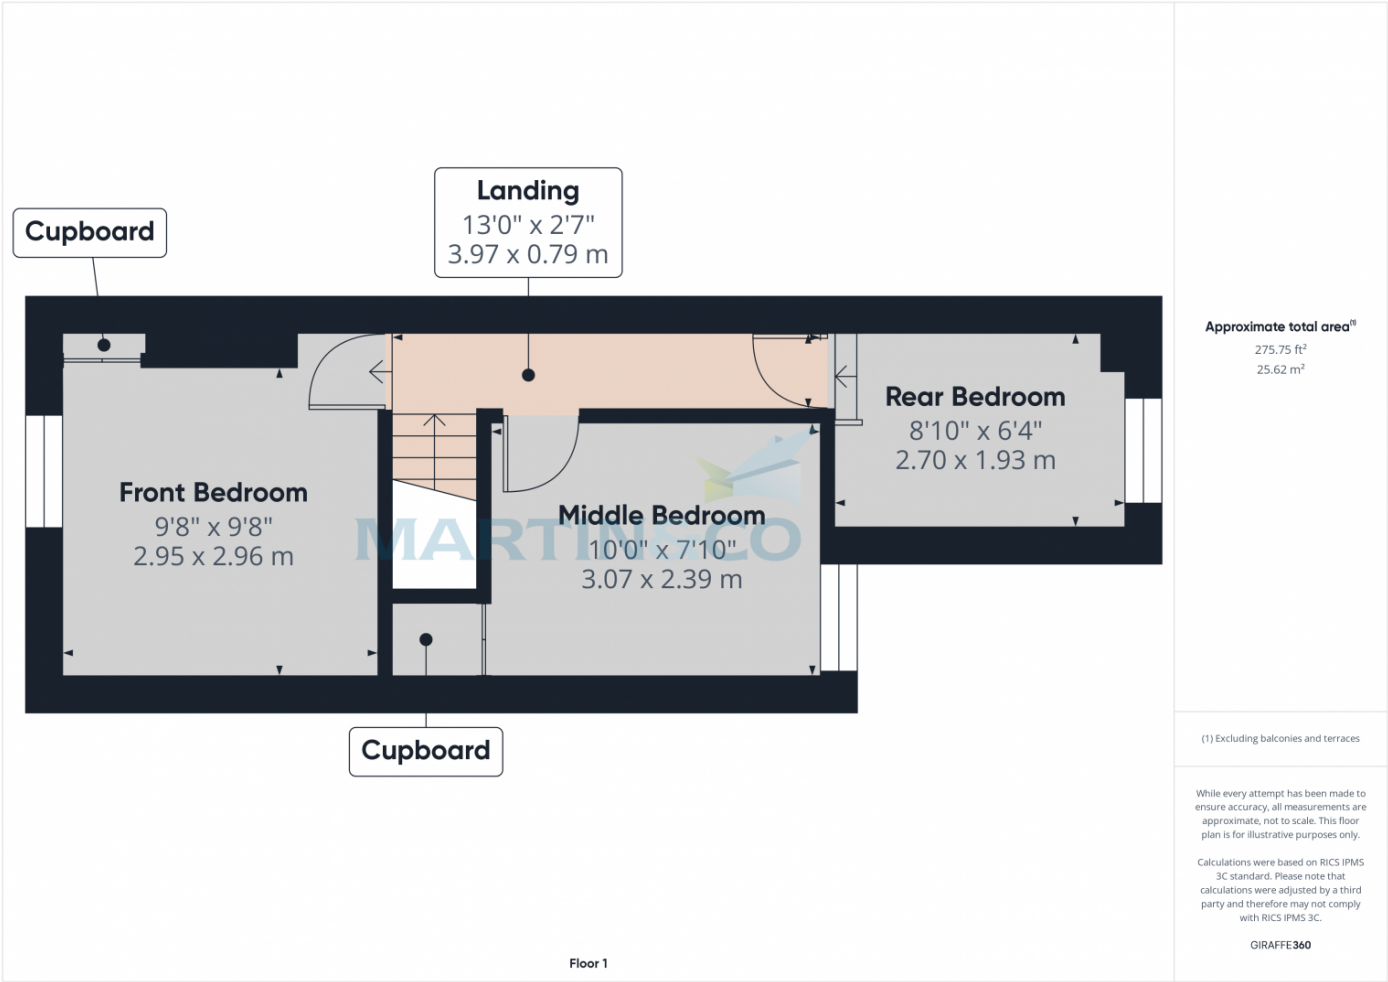 Landing
13'0" x 2'7"
3.97 x 0.79 m
Cupboard
Rear Bedroom
8'10" x 6'4"
2.70 x 1.93 m
Front Bedroom
9'8" x 9'8"
2.95 x 2.96 m
Middle Bedroom
10'0" x 7'10"
3.07 x 2.39 m
MARTIN&CO
Cupboard
Floor 1
Approximate total area(1)
275.75 ft²
25.62 m²
(1) Excluding balconies and terraces
While every attempt has been made to
ensure accuracy, all measurements are
approximate, not to scale. This floor
plan is for illustrative purposes only.
Calculations were based on RICS IPMS
3C standard. Please note that
calculations were adjusted by a third
party and therefore may not comply
with RICS IPMS 3C.
GIRAFFE360